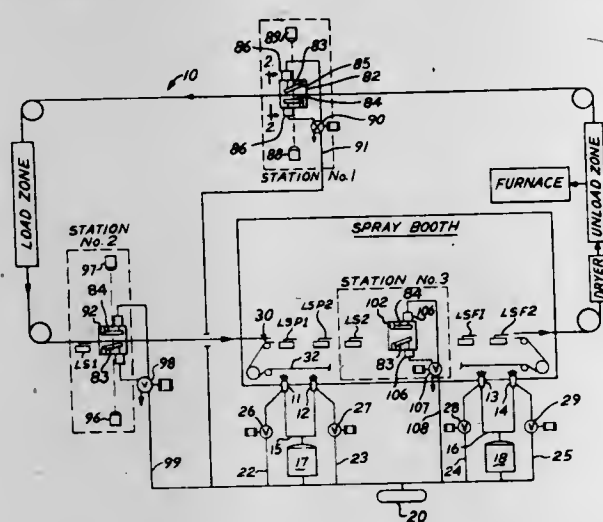 89
86 83
10
2
85
82
84
2
90
86
91
88
STATION No.1
LOAD ZONE
FURNACE
UNLOAD ZONE
DRYER
STATION
No.2
97
84
92
LS1
83
98
96
99
SPRAY BOOTH
STATION No.3
30
LSP1
LSP2
LS2
102
84
106
LSF1
LSF2
32
83
106
107
108
11
12
13
14
26
V
27
V
28
V
29
V
V
V
15
16
17
18
22
23
24
25
20